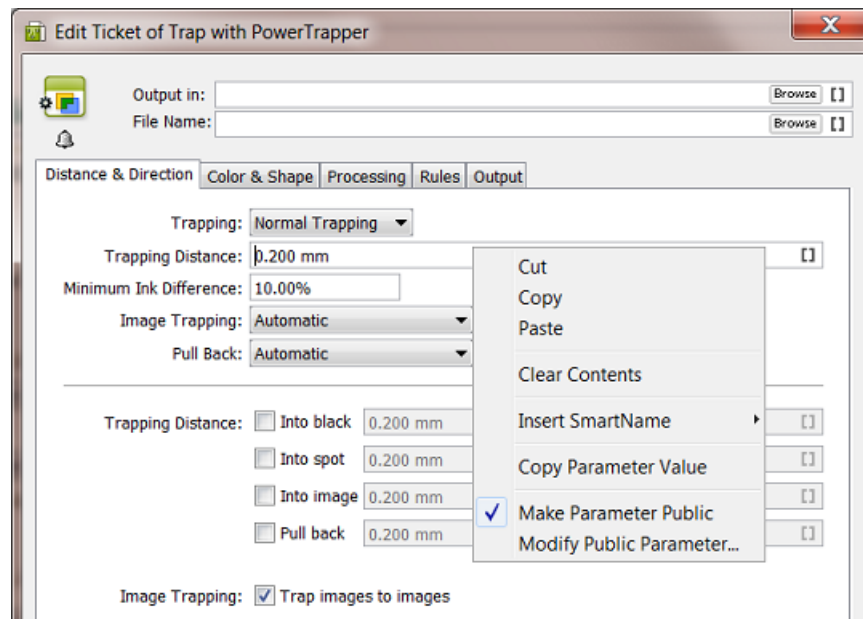 Edit Ticket of Trap with PowerTrapper
X
Output in: Browse []
File Name: Browse []
Distance & Direction Color & Shape Processing Rules Output
Trapping: Normal Trapping
Trapping Distance: 0.200 mm []
Minimum Ink Difference: 10.00%
Image Trapping: Automatic
Pull Back: Automatic
Trapping Distance: Into black 0.200 mm []
Into spot 0.200 mm []
Into image 0.200 mm []
Pull back 0.200 mm []
Image Trapping: Trap images to images
Cut
Copy
Paste
Clear Contents
Insert SmartName
Copy Parameter Value
Make Parameter Public
Modify Public Parameter...